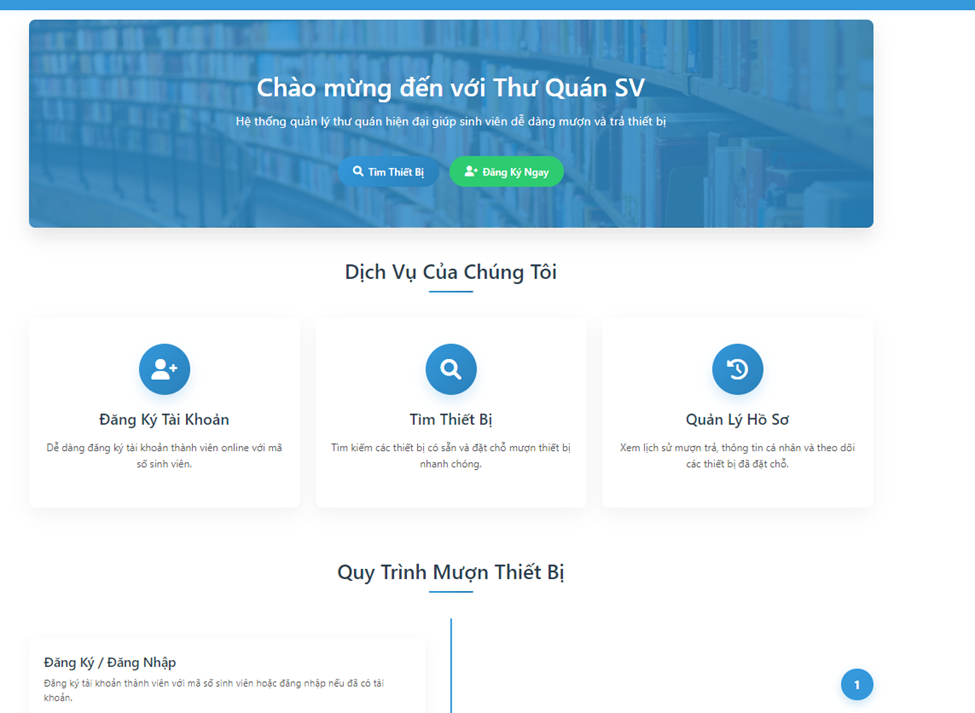 Chào mừng đến với Thư Quán SV
Hệ thống quản lý thư quán hiện đại giúp sinh viên dễ dàng mượn và trả thiết bị
Tìm Thiết Bị
Đăng Ký Ngay
Dịch Vụ Của Chúng Tôi
Đăng Ký Tài Khoản
Dễ dàng đăng ký tài khoản thành viên online với mã
số sinh viên.
Tìm Thiết Bị
Tìm kiếm các thiết bị có sẵn và đặt chỗ mượn thiết bị
nhanh chóng.
Quản Lý Hồ Sơ
Xem lịch sử mượn trả, thông tin cá nhân và theo dõi
các thiết bị đã đặt chỗ.
Quy Trình Mượn Thiết Bị
Đăng Ký / Đăng Nhập
Đăng ký tài khoản thành viên với mã số sinh viên hoặc đăng nhập nếu đã có tài
khoản.
1